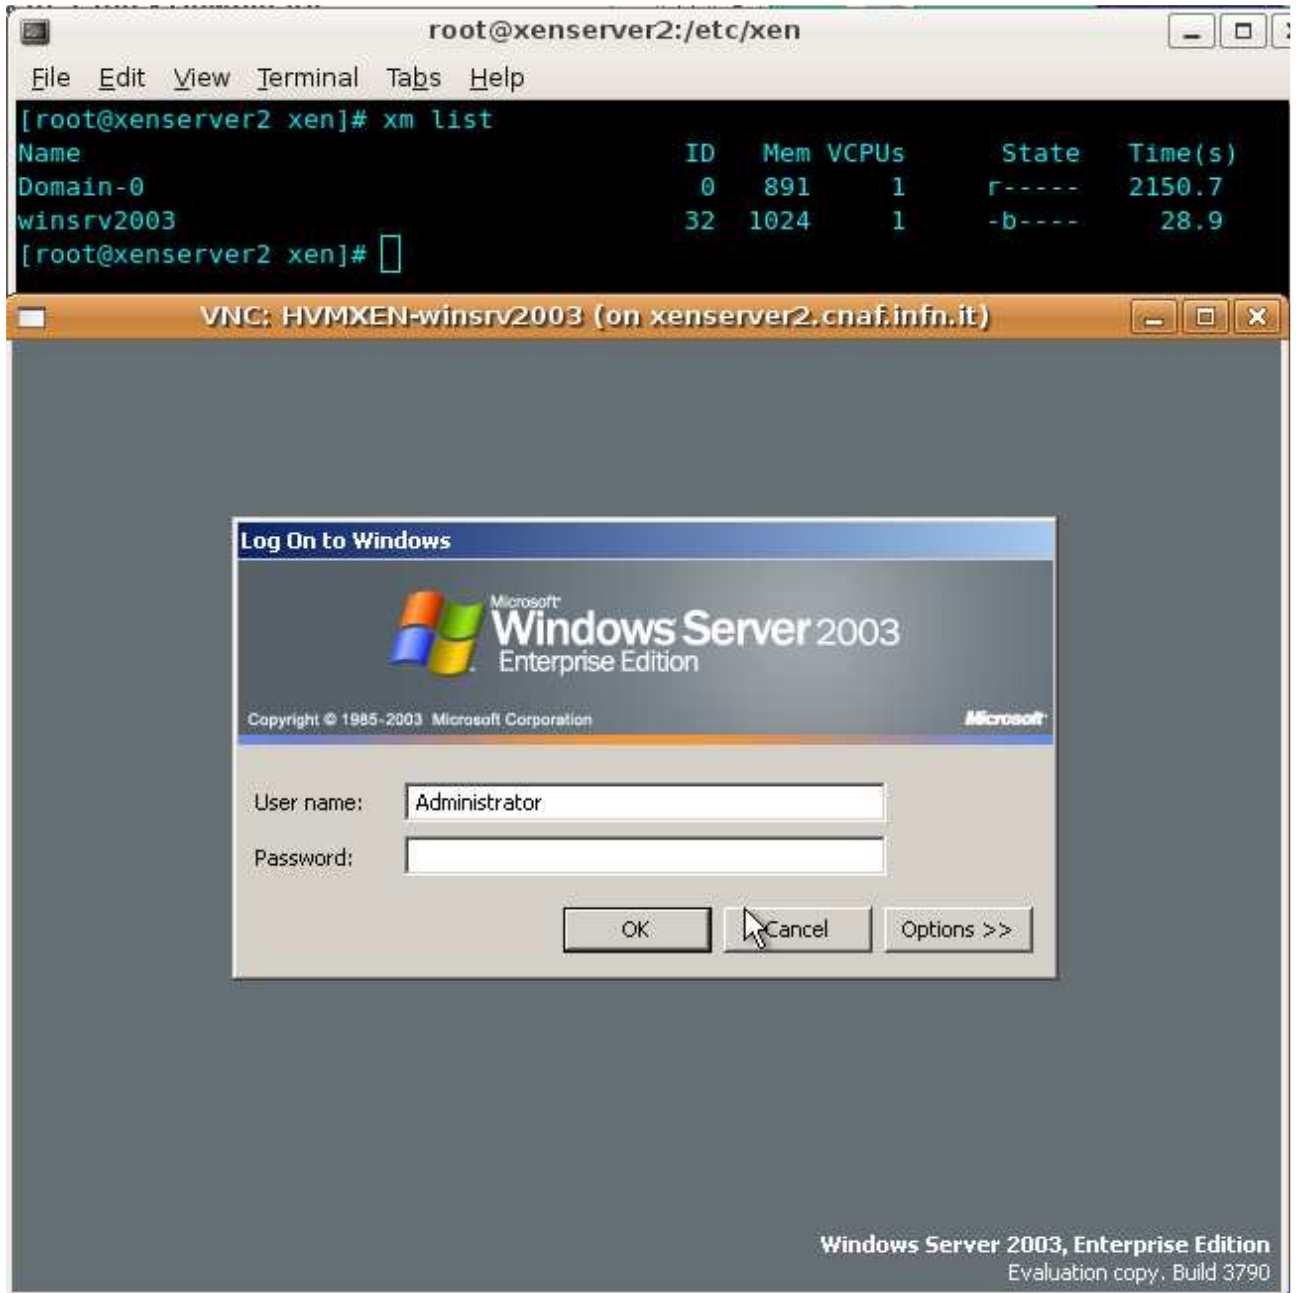 root@xenserver2:/etc/xen
File Edit View Terminal Tabs Help
[root@xenserver2 xen]# xm list
Name ID Mem VCPUs State Time(s)
Domain-0 0 891 1 r----- 2150.7
winsrv2003 32 1024 1 -b---- 28.9
[root@xenserver2 xen]#
VNC: HVMXEN-winsrv2003 (on xenserver2.cnaf.infn.it)
Log On to Windows
Microsoft
Windows Server 2003
Enterprise Edition
Copyright © 1985-2003 Microsoft Corporation Microsoft
User name: Administrator
Password:
OK Cancel Options >>
Windows Server 2003, Enterprise Edition
Evaluation copy. Build 3790